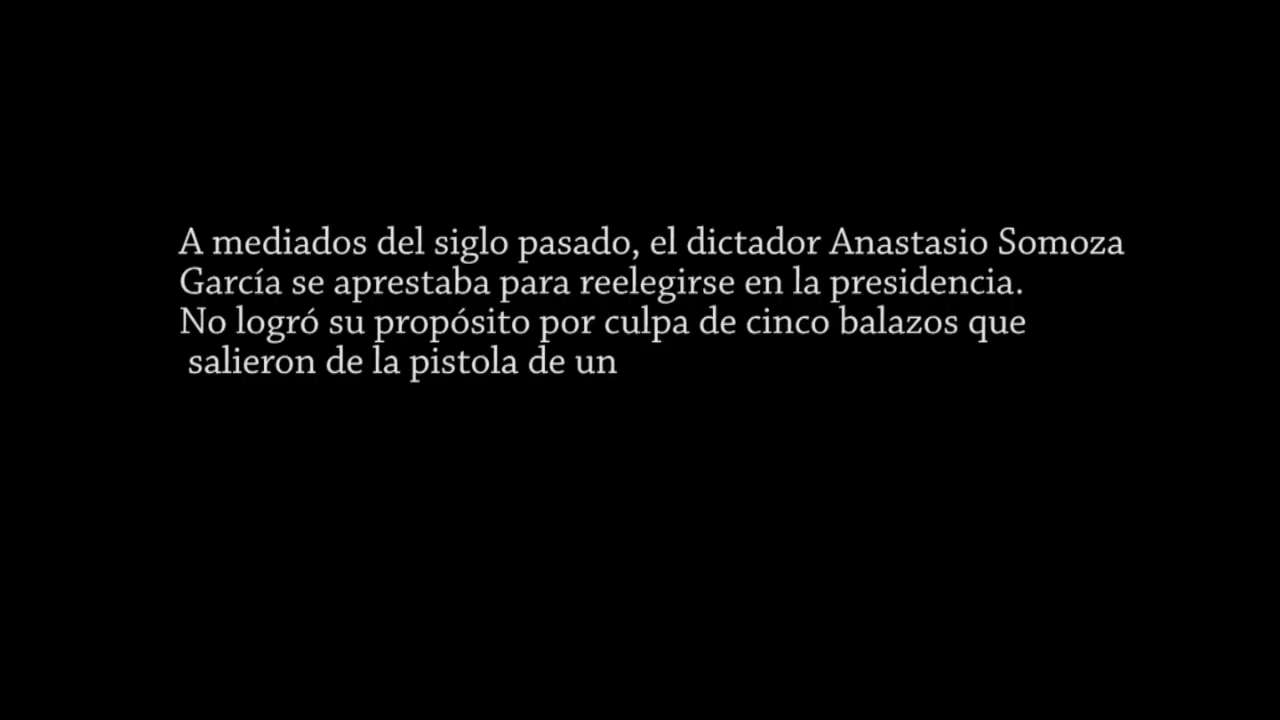 A mediados del siglo pasado, el dictador Anastasio Somoza
García se aprestaba para reelegirse en la presidencia.
No logró su propósito por culpa de cinco balazos que
salieron de la pistola de un